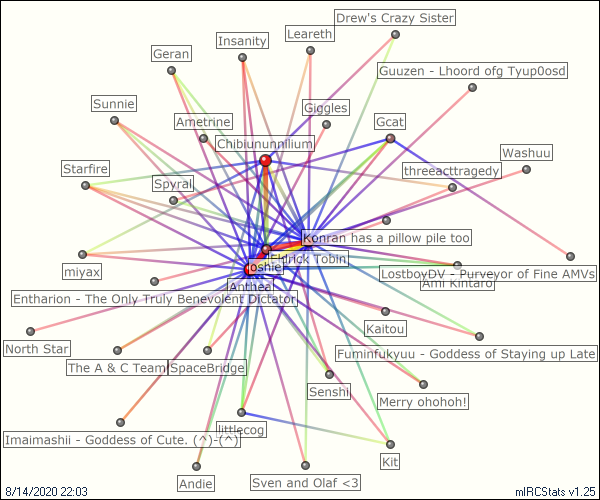 Drew's Crazy Sister
Leareth
Insanity
Geran
Guuzen - Lhoord ofg Tyup0osd
Sunnie
Giggles
Ametrine
Gcat
Chibiununnilium
Washuu
Starfire
threeacttragedy
Spyral
Konran has a pillow pile too
Eldrick Tobin
Joshie
miyax
LostboyDV - Purveyor of Fine AMVs
Ami Kintaro
Anthea
Entharion - The Only Truly Benevolent Dictator
Kaitou
North Star
Fuminfukyuu - Goddess of Staying up Late
The A & C Team!
SpaceBridge
Senshi
Merry ohohoh!
littlecog
Imaimashii - Goddess of Cute. (^)-(^)
Kit
Andie
Sven and Olaf <3
8/14/2020 22:03
mIRCStats v1.25